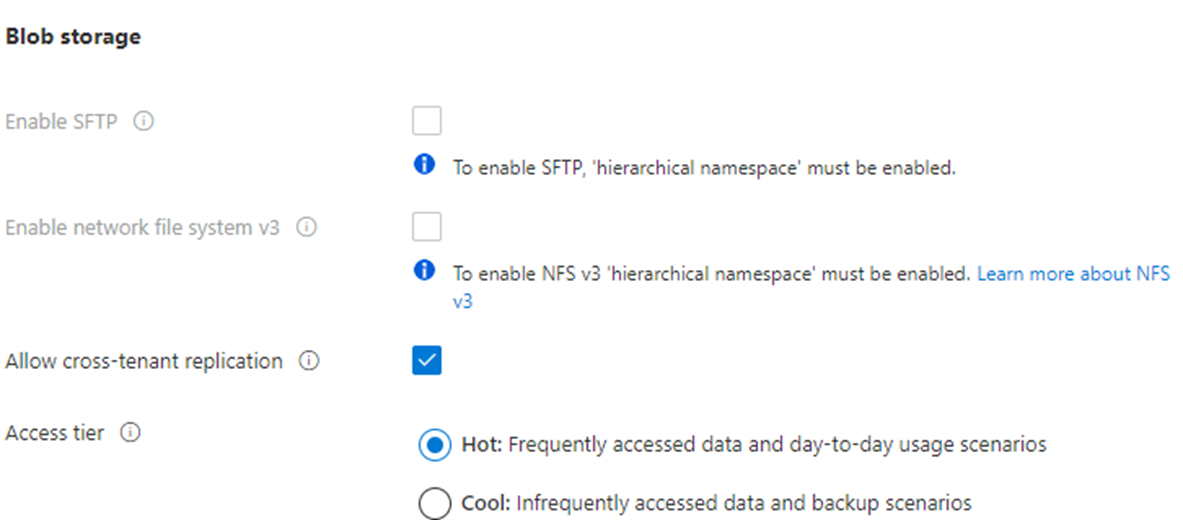 Blob storage
Enable SFTP
To enable SFTP, 'hierarchical namespace' must be enabled.
Enable network file system v3
To enable NFS v3 'hierarchical namespace' must be enabled. Learn more about NFS
v3
Allow cross-tenant replication
Access tier
Hot: Frequently accessed data and day-to-day usage scenarios
Cool: Infrequently accessed data and backup scenarios